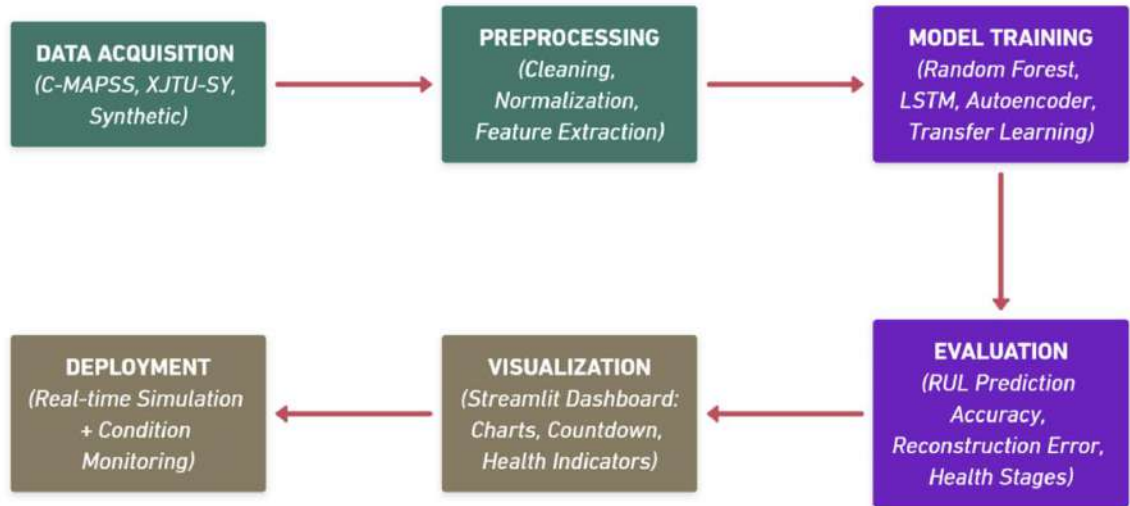 DATA ACQUISITION
(C-MAPSS, XJTU-SY,
Synthetic)
PREPROCESSING
(Cleaning,
Normalization,
Feature Extraction)
MODEL TRAINING
(Random Forest,
LSTM, Autoencoder,
Transfer Learning)
EVALUATION
(RUL Prediction
Accuracy,
Reconstruction Error,
Health Stages)
VISUALIZATION
(Streamlit Dashboard:
Charts, Countdown,
Health Indicators)
DEPLOYMENT
(Real-time Simulation
+ Condition
Monitoring)